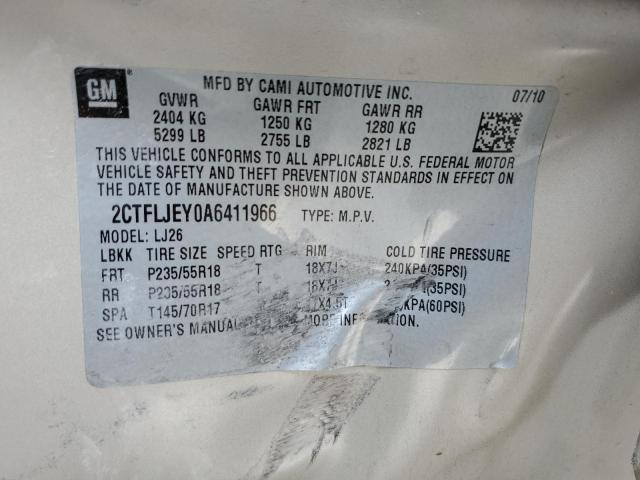 GM
MFD BY CAMI AUTOMOTIVE INC.
07/10
GVWR GAWR FRT GAWR RR
2404 KG 1250 KG 1280 KG
5299 LB 2755 LB 2821 LB
THIS VEHICLE CONFORMS TO ALL APPLICABLE U.S. FEDERAL MOTOR
VEHICLE SAFETY AND THEFT PREVENTION STANDARDS IN EFFECT ON
THE DATE OF MANUFACTURE SHOWN ABOVE.
2CTFLJEY0A6411966 TYPE: M.P.V.
MODEL: LJ26
LBKK TIRE SIZE SPEED RTG RIM COLD TIRE PRESSURE
FRT P235/55R18 T 18X7J 240KPA(35PSI)
RR P235/55R18 T 18X7J (35PSI)
SPA T145/70R17 (60PSI)
SEE OWNER'S MANUAL MORE INFORMATION.